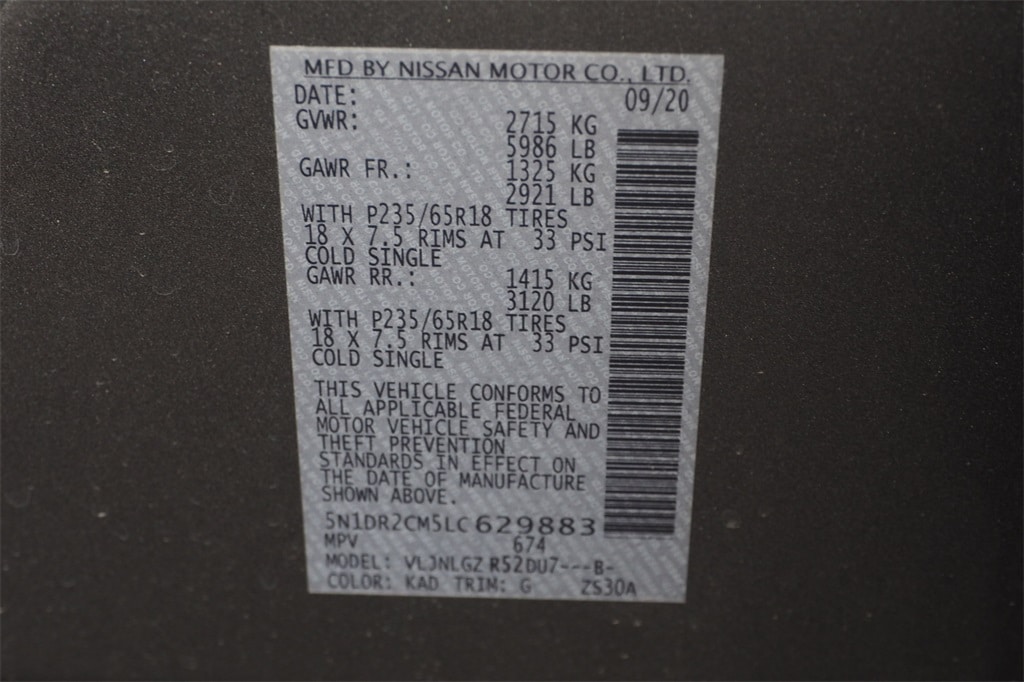 MFD BY NISSAN MOTOR CO., LTD.
DATE: 09/20
GVWR: 2715 KG
5986 LB
GAWR FR.: 1325 KG
2921 LB
WITH P235/65R18 TIRES
18 X 7.5 RIMS AT 33 PSI
COLD SINGLE
GAWR RR.: 1415 KG
3120 LB
WITH P235/65R18 TIRES
18 X 7.5 RIMS AT 33 PSI
COLD SINGLE
THIS VEHICLE CONFORMS TO
ALL APPLICABLE FEDERAL
MOTOR VEHICLE SAFETY AND
THEFT PREVENTION
STANDARDS IN EFFECT ON
THE DATE OF MANUFACTURE
SHOWN ABOVE.
5N1DR2CM5LC629883
MPV 674
MODEL: VLJNLGZ R52DU7---B-
COLOR: KAD TRIM: G ZS30A